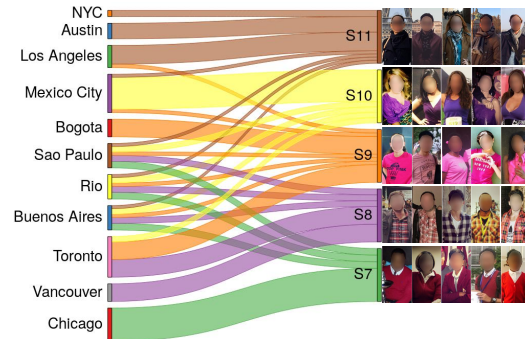 NYC
Austin
Los Angeles
Mexico City
Bogota
Sao Paulo
Rio
Buenos Aires
Toronto
Vancouver
Chicago
S11
S10
S9
S8
S7